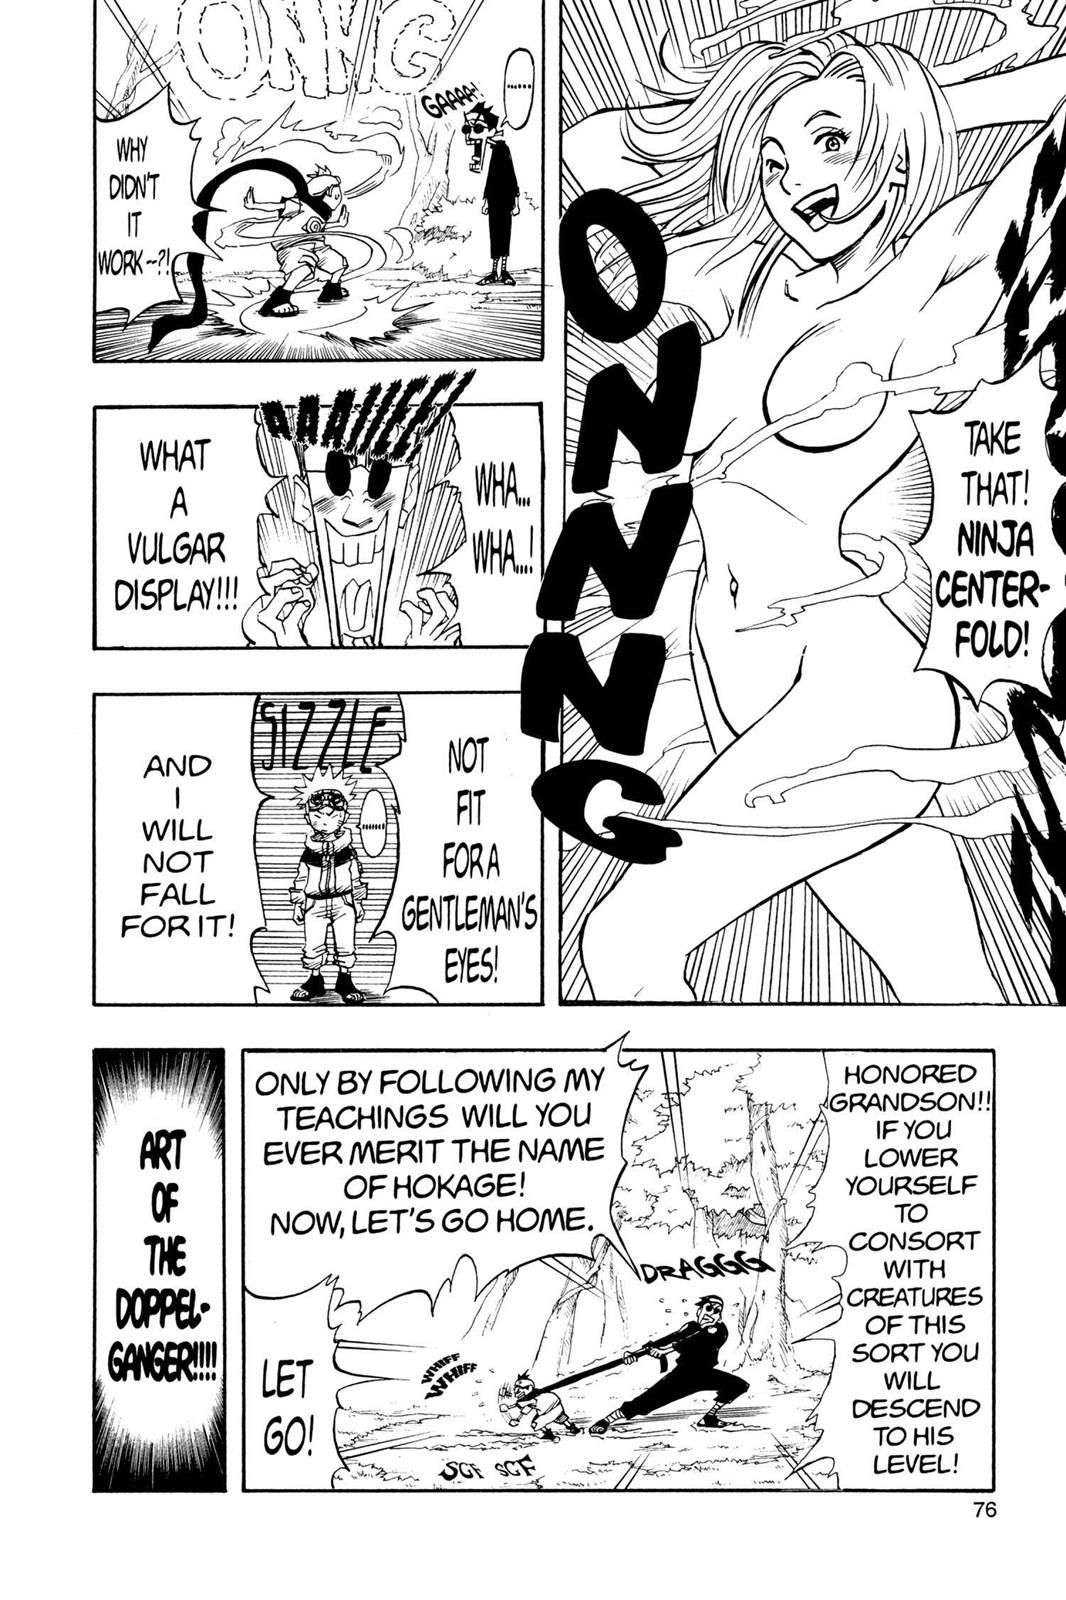 TAKE
THAT!
NINJA
CENTER-
FOLD!
ONNNG
ONNG
.......
GAAAA-!
WHY
DIDN'T
IT
WORK--?!
AAAIIEEE!
WHA...
WHA...!
WHAT
A
VULGAR
DISPLAY!!!
NOT
FIT
FOR A
GENTLEMAN'S
EYES!
SIZZLE
.......
AND
I
WILL
NOT
FALL
FOR IT!
HONORED
GRANDSON!!
IF YOU
LOWER
YOURSELF
TO
CONSORT
WITH
CREATURES
OF THIS
SORT YOU
WILL
DESCEND
TO HIS
LEVEL!
ONLY BY FOLLOWING MY
TEACHINGS WILL YOU
EVER MERIT THE NAME
OF HOKAGE!
NOW, LET'S GO HOME.
DRAGGGG
WHIFF
WHIFF
LET
GO!
SCF SCF
ART
OF
THE
DOPPEL-
GANGER!!!!
76